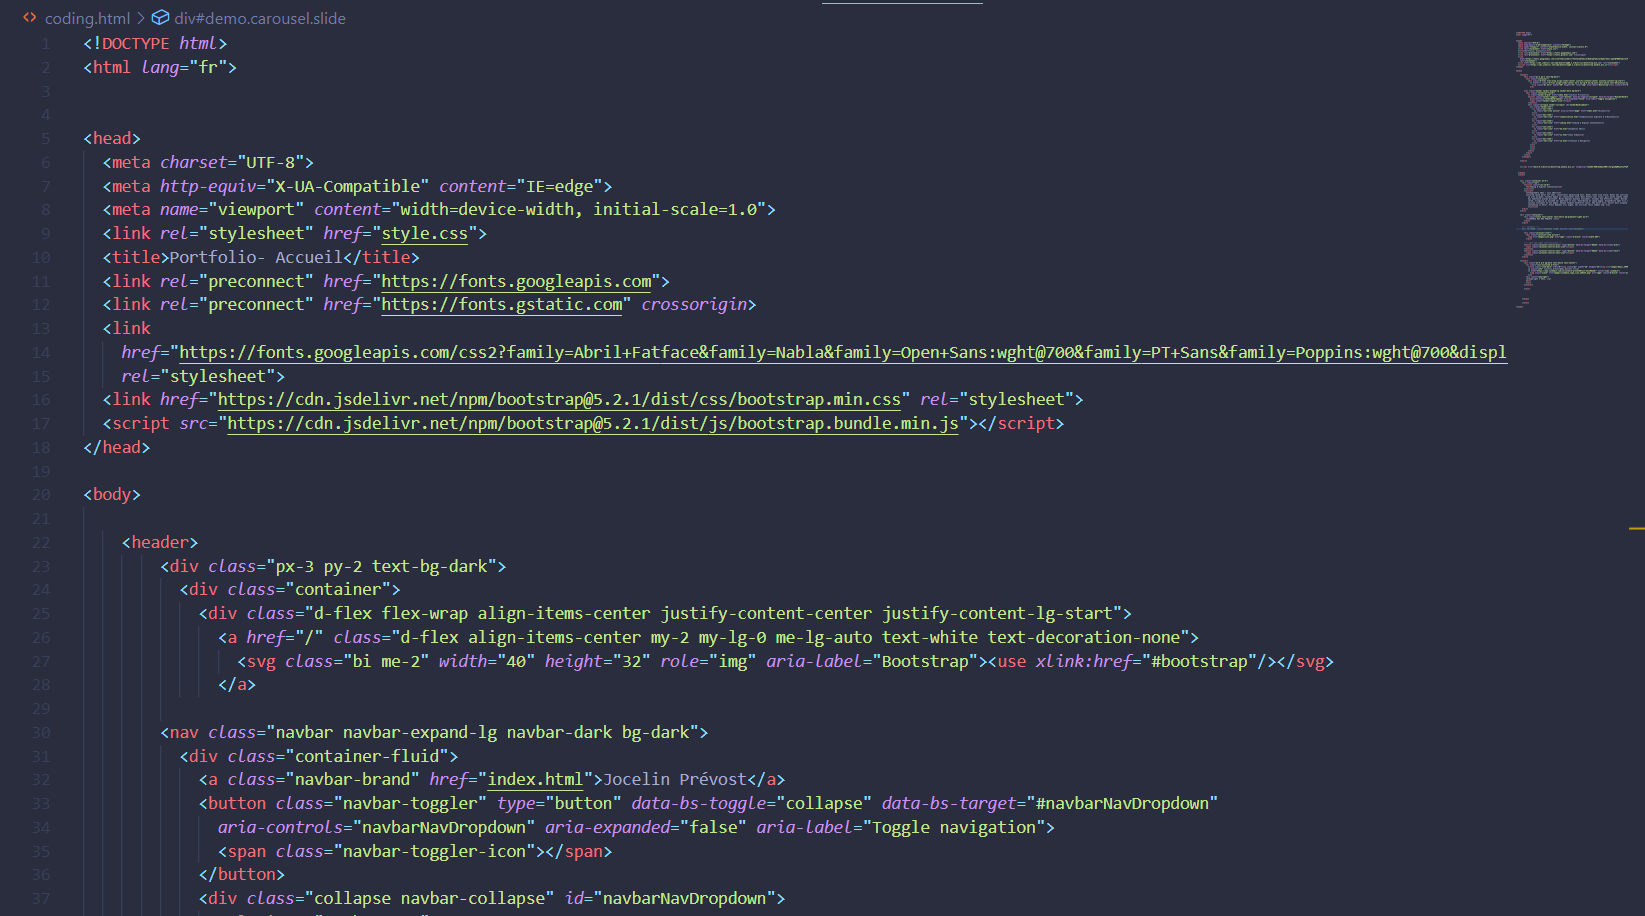 coding.html > div#demo.carousel.slide
1 <!DOCTYPE html>
2 <html lang="fr">
3
4
5 <head>
6 <meta charset="UTF-8">
7 <meta http-equiv="X-UA-Compatible" content="IE=edge">
8 <meta name="viewport" content="width=device-width, initial-scale=1.0">
9 <link rel="stylesheet" href="style.css">
10 <title>Portfolio- Accueil</title>
11 <link rel="preconnect" href="https://fonts.googleapis.com">
12 <link rel="preconnect" href="https://fonts.gstatic.com" crossorigin>
13 <link
14 href="https://fonts.googleapis.com/css2?family=Abril+Fatface&family=Nabla&family=Open+Sans:wght@700&family=PT+Sans&family=Poppins:wght@700&displ
15 rel="stylesheet">
16 <link href="https://cdn.jsdelivr.net/npm/bootstrap@5.2.1/dist/css/bootstrap.min.css" rel="stylesheet">
17 <script src="https://cdn.jsdelivr.net/npm/bootstrap@5.2.1/dist/js/bootstrap.bundle.min.js"></script>
18 </head>
19
20 <body>
21
22 <header>
23 <div class="px-3 py-2 text-bg-dark">
24 <div class="container">
25 <div class="d-flex flex-wrap align-items-center justify-content-center justify-content-lg-start">
26 <a href="/" class="d-flex align-items-center my-2 my-lg-0 me-lg-auto text-white text-decoration-none">
27 <svg class="bi me-2" width="40" height="32" role="img" aria-label="Bootstrap"><use xlink:href="#bootstrap"/></svg>
28 </a>
29
30 <nav class="navbar navbar-expand-lg navbar-dark bg-dark">
31 <div class="container-fluid">
32 <a class="navbar-brand" href="index.html">Jocelin Prévost</a>
33 <button class="navbar-toggler" type="button" data-bs-toggle="collapse" data-bs-target="#navbarNavDropdown"
34 aria-controls="navbarNavDropdown" aria-expanded="false" aria-label="Toggle navigation">
35 <span class="navbar-toggler-icon"></span>
36 </button>
37 <div class="collapse navbar-collapse" id="navbarNavDropdown">